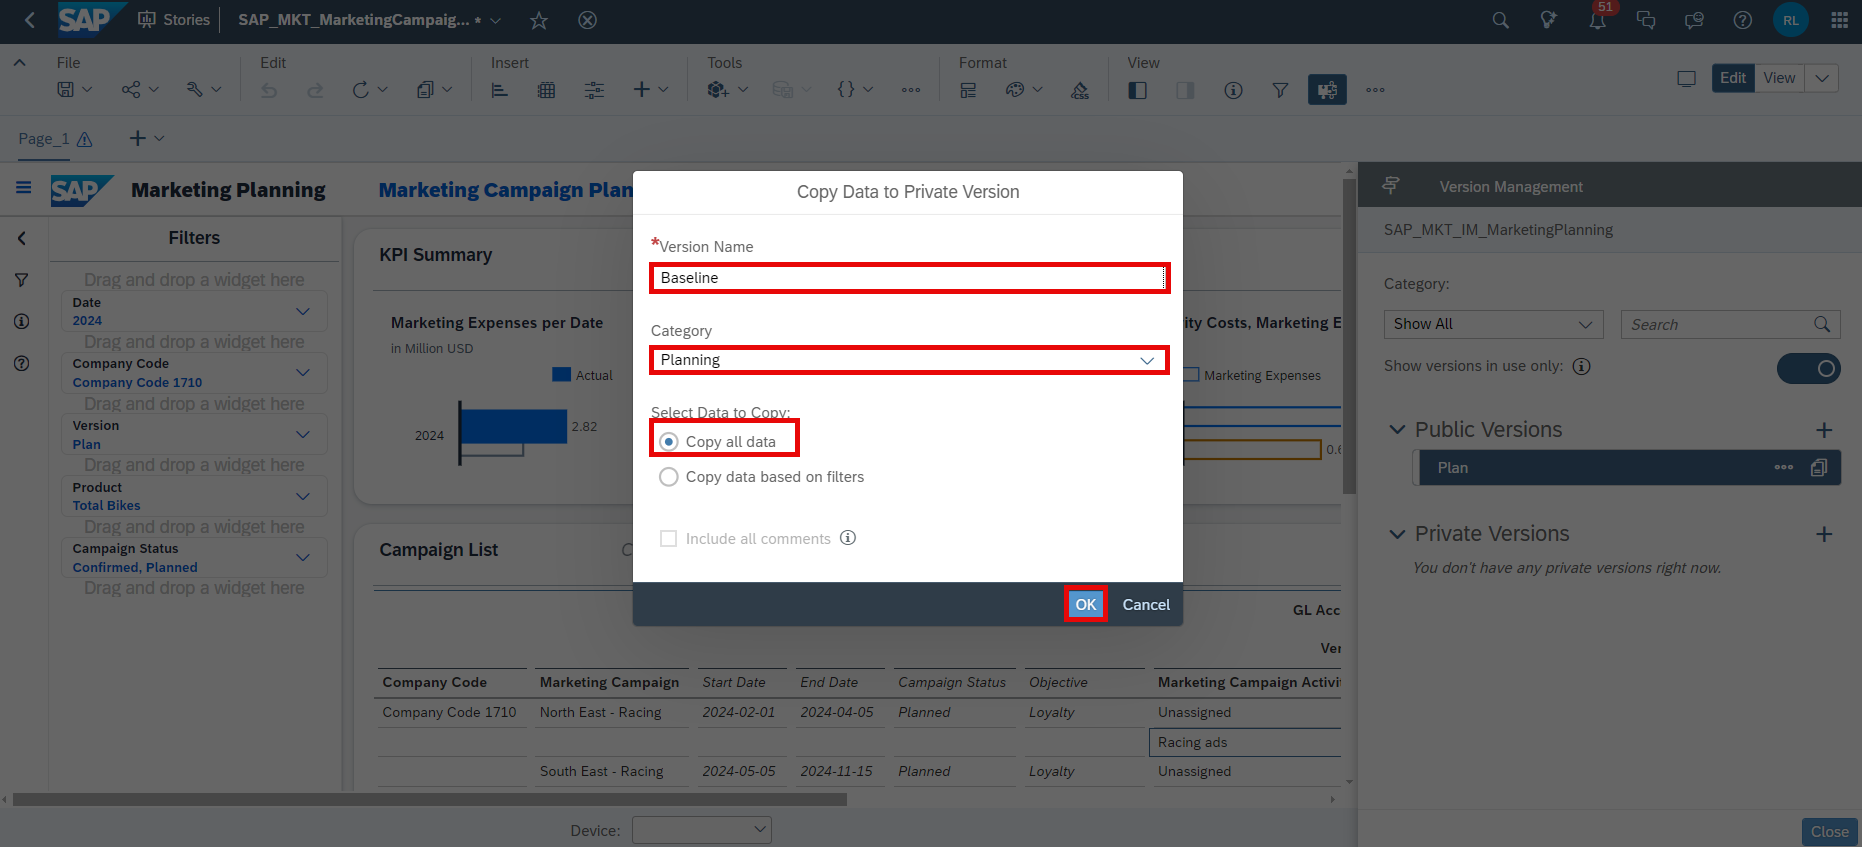 SAP Stories SAP_MKT_MarketingCampaig... * 51 RL
File Edit Insert Tools Format View
CSS Edit View
Page_1
SAP Marketing Planning Marketing Campaign Plan
Filters
Drag and drop a widget here
Date
2024
Drag and drop a widget here
Company Code
Company Code 1710
Drag and drop a widget here
Version
Plan
Drag and drop a widget here
Product
Total Bikes
Drag and drop a widget here
Campaign Status
Confirmed, Planned
Drag and drop a widget here
KPI Summary
Marketing Expenses per Date
in Million USD
Actual
2024
2.82
ity Costs, Marketing E
Marketing Expenses
0.6
Campaign List
C
GL Acc
Ver
Company Code Marketing Campaign Start Date End Date Campaign Status Objective Marketing Campaign Activit
Company Code 1710 North East - Racing 2024-02-01 2024-04-05 Planned Loyalty Unassigned
Racing ads
South East - Racing 2024-05-05 2024-11-15 Planned Loyalty Unassigned
Device:
Copy Data to Private Version
*Version Name
Baseline
Category
Planning
Select Data to Copy:
Copy all data
Copy data based on filters
Include all comments
OK Cancel
Version Management
SAP_MKT_IM_MarketingPlanning
Category:
Show All Search
Show versions in use only:
Public Versions
Plan
Private Versions
You don't have any private versions right now.
Close